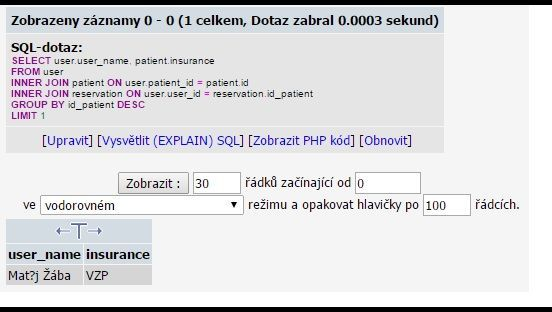 Zobrazeny záznamy 0 - 0 (1 celkem, Dotaz zabral 0.0003 sekund)
SQL-dotaz:
SELECT user.user_name, patient.insurance
FROM user
INNER JOIN patient ON user.patient_id = patient.id
INNER JOIN reservation ON user.user_id = reservation.id_patient
GROUP BY id_patient DESC
LIMIT 1
[Upravit] [Vysvětlit (EXPLAIN) SQL] [Zobrazit PHP kód] [Obnovit]
Zobrazit : 30 řádků začínající od 0
ve vodorovném režimu a opakovat hlavičky po 100 řádcích.
←T→
user_name insurance
Mat?j Žába VZP